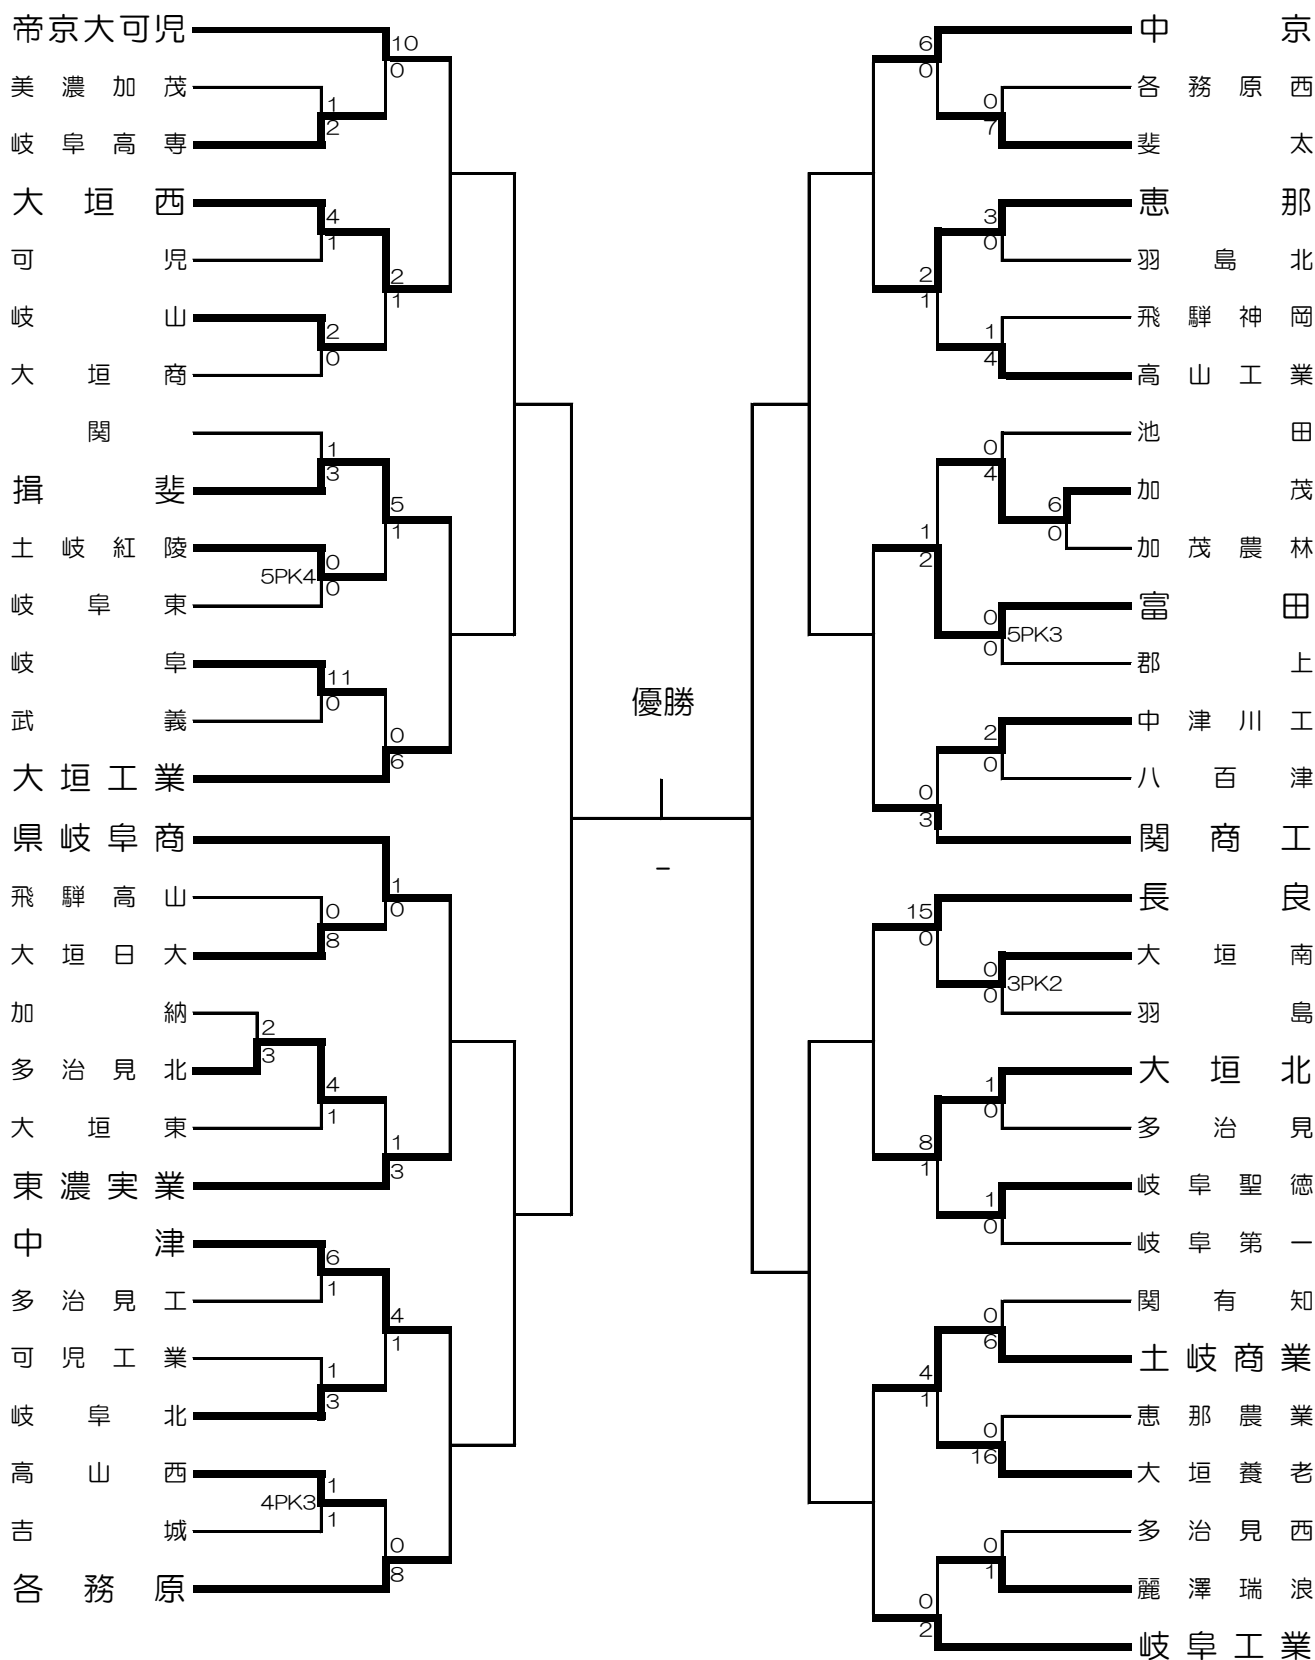 帝京大可児
10
0
美濃加茂
1
2
岐阜高専
大垣西
4
1
可児
2
1
岐山
2
0
大垣商
関
1
3
揖斐
5
1
土岐紅陵
0
5PK4
0
岐阜東
岐阜
11
0
武義
0
6
大垣工業
県岐阜商
1
0
飛騨高山
0
8
大垣日大
加納
2
3
多治見北
4
1
大垣東
1
3
東濃実業
中津
6
1
多治見工
4
1
可児工業
1
3
岐阜北
高山西
1
4PK3
1
吉城
0
8
各務原
優勝
-
中京
6
0
各務原西
0
7
斐太
恵那
3
0
羽島北
2
1
飛騨神岡
1
4
高山工業
池田
0
4
加茂
6
0
加茂農林
1
2
富田
0
5PK3
0
郡上
中津川工
2
0
八百津
0
3
関商工
長良
15
0
大垣南
0
3PK2
0
羽島
大垣北
1
0
多治見
8
1
岐阜聖徳
1
0
岐阜第一
関有知
0
6
土岐商業
4
1
恵那農業
0
16
大垣養老
多治見西
0
1
麗澤瑞浪
0
2
岐阜工業